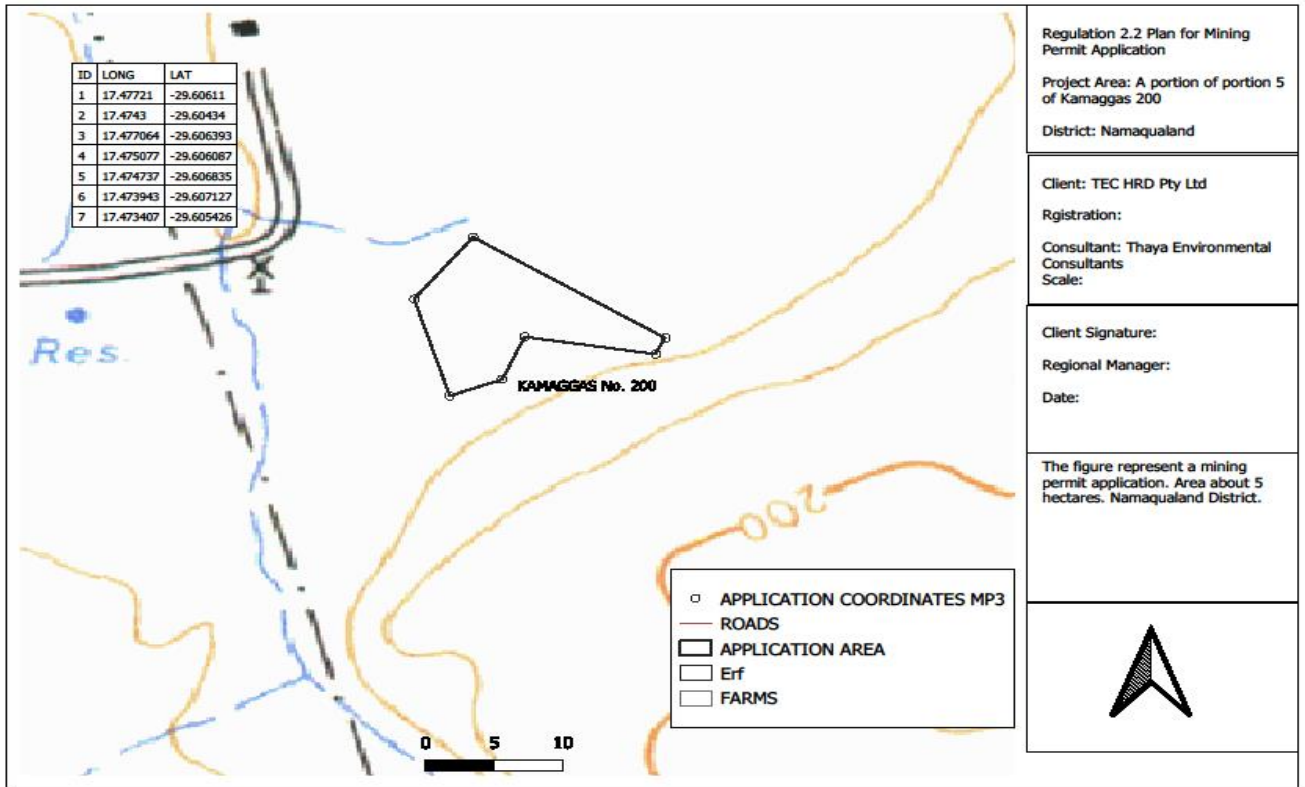 ID LONG LAT
1 17.47721 -29.60611
2 17.4743 -29.60434
3 17.477064 -29.606393
4 17.475077 -29.606087
5 17.474737 -29.606835
6 17.473943 -29.607127
7 17.473407 -29.605426
Res.
KAMAGGAS No. 200
200
APPLICATION COORDINATES MP3
ROADS
APPLICATION AREA
Erf
FARMS
0 5 10
Regulation 2.2 Plan for Mining
Permit Application
Project Area: A portion of portion 5
of Kamaggas 200
District: Namaqualand
Client: TEC HRD Pty Ltd
Rgistration:
Consultant: Thaya Environmental
Consultants
Scale:
Client Signature:
Regional Manager:
Date:
The figure represent a mining
permit application. Area about 5
hectares. Namaqualand District.